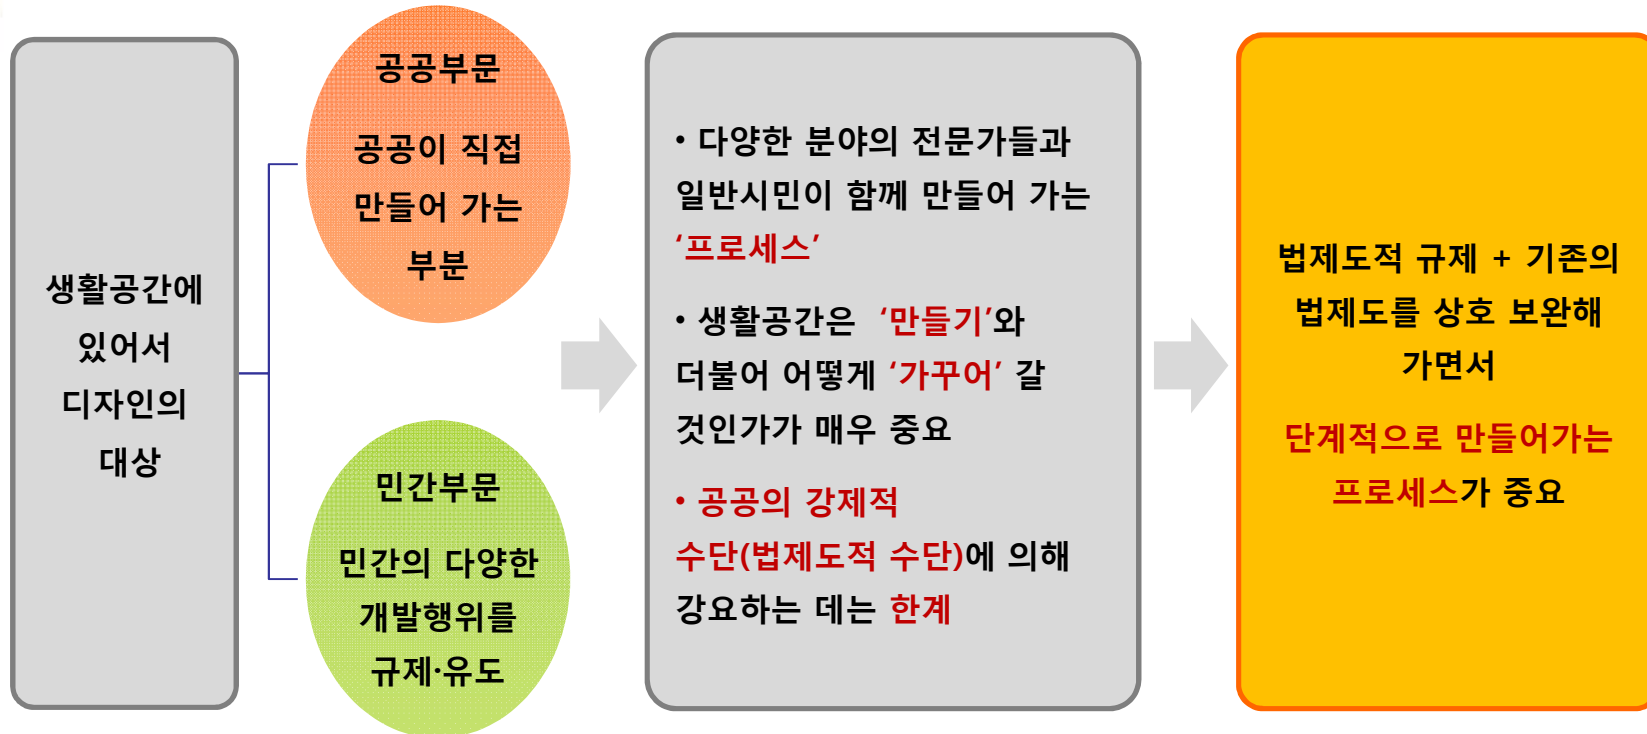 생활공간에
있어서
디자인의
대상
공공부문
공공이 직접
만들어 가는
부분
민간부문
민간의 다양한
개발행위를
규제·유도
• 다양한 분야의 전문가들과
일반시민이 함께 만들어 가는
‘프로세스’
• 생활공간은 ‘만들기’와
더불어 어떻게 ‘가꾸어’ 갈
것인가가 매우 중요
• 공공의 강제적
수단(법제도적 수단)에 의해
강요하는 데는 한계
법제도적 규제 + 기존의
법제도를 상호 보완해
가면서
단계적으로 만들어가는
프로세스가 중요